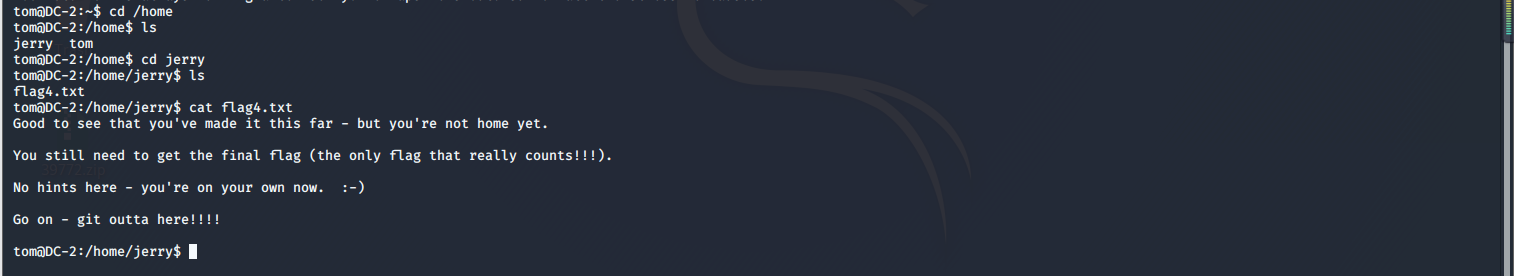 tom@DC-2:~$ cd /home
tom@DC-2:/home$ ls
jerry  tom
tom@DC-2:/home$ cd jerry
tom@DC-2:/home/jerry$ ls
flag4.txt
tom@DC-2:/home/jerry$ cat flag4.txt
Good to see that you've made it this far - but you're not home yet.
You still need to get the final flag (the only flag that really counts!!!).
No hints here - you're on your own now.  :-)
Go on - git outta here!!!!
tom@DC-2:/home/jerry$